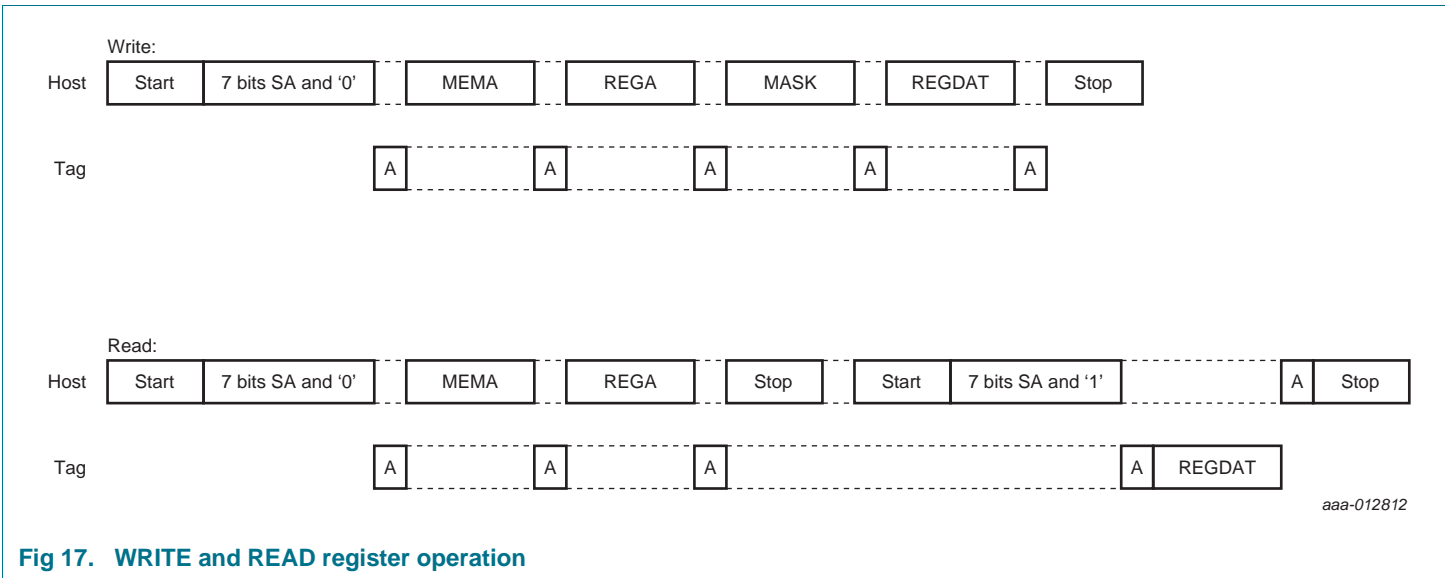 Write:
Host Start 7 bits SA and ‘0’ MEMA REGA MASK REGDAT Stop
Tag A A A A A
Read:
Host Start 7 bits SA and ‘0’ MEMA REGA Stop Start 7 bits SA and ‘1’ A Stop
Tag A A A A REGDAT
aaa-012812
Fig 17. WRITE and READ register operation